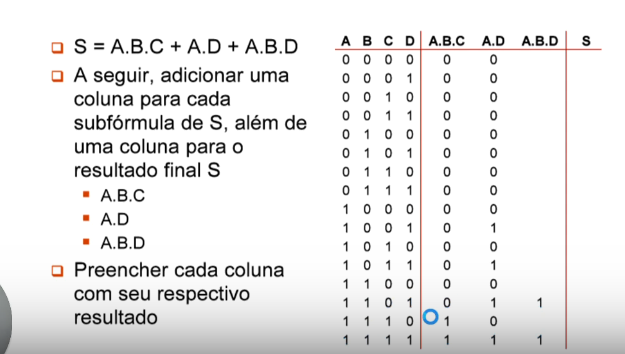 S = A.B.C + A.D + A.B.D
A seguir, adicionar uma
coluna para cada
subfórmula de S, além de
uma coluna para o
resultado final S
A.B.C
A.D
A.B.D
Preencher cada coluna
com seu respectivo
resultado
A B C D A.B.C A.D A.B.D S
0 0 0 0 0 0
0 0 0 1 0 0
0 0 1 0 0 0
0 0 1 1 0 0
0 1 0 0 0 0
0 1 0 1 0 0
0 1 1 0 0 0
0 1 1 1 0 0
1 0 0 0 0 0
1 0 0 1 0 1
1 0 1 0 0 0
1 0 1 1 0 1
1 1 0 0 0 0
1 1 0 1 0 1 1
1 1 1 0 1 0
1 1 1 1 1 1 1